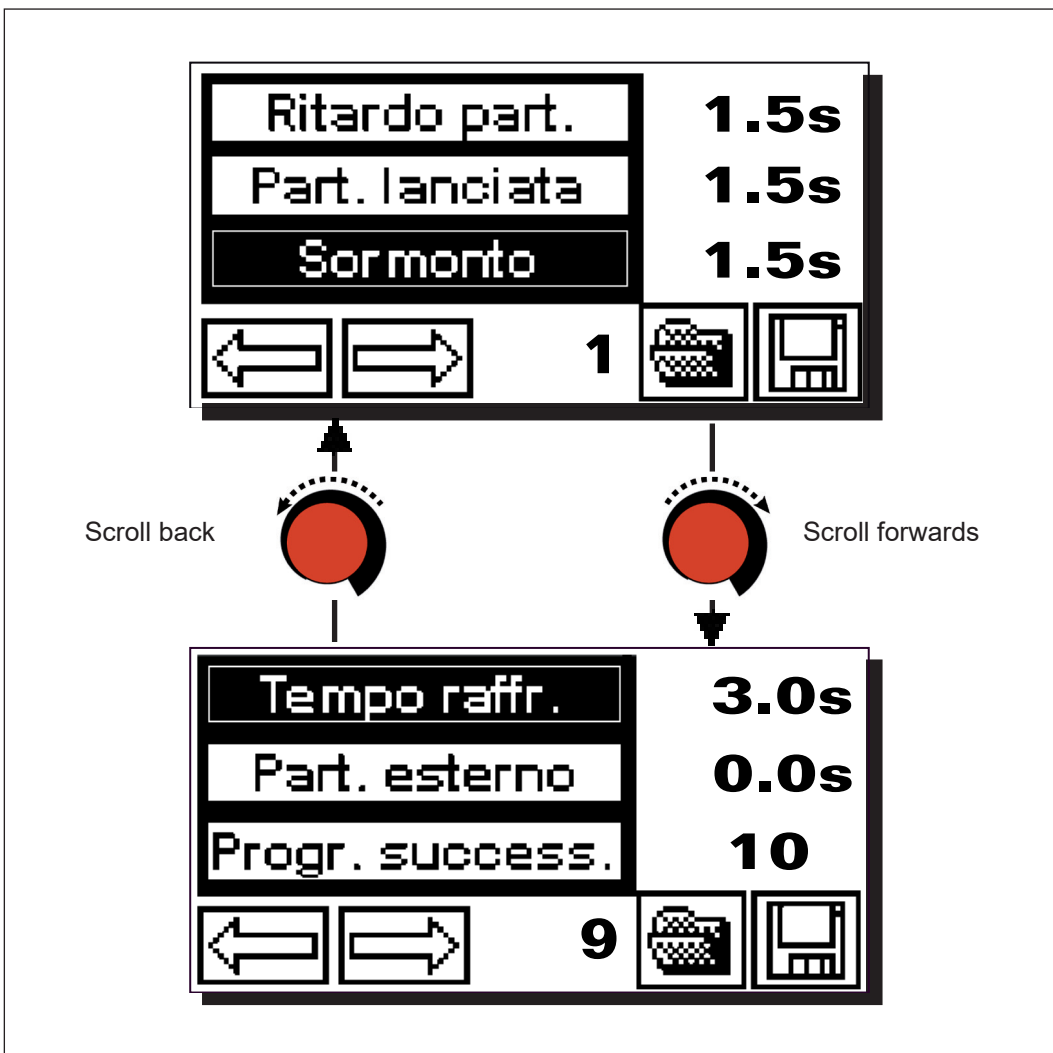 Ritardo part. 1.5s
Part. lanciata 1.5s
Sormonto 1.5s
1
Scroll back
Scroll forwards
Tempo raffr. 3.0s
Part. esterno 0.0s
Progr. success. 10
9